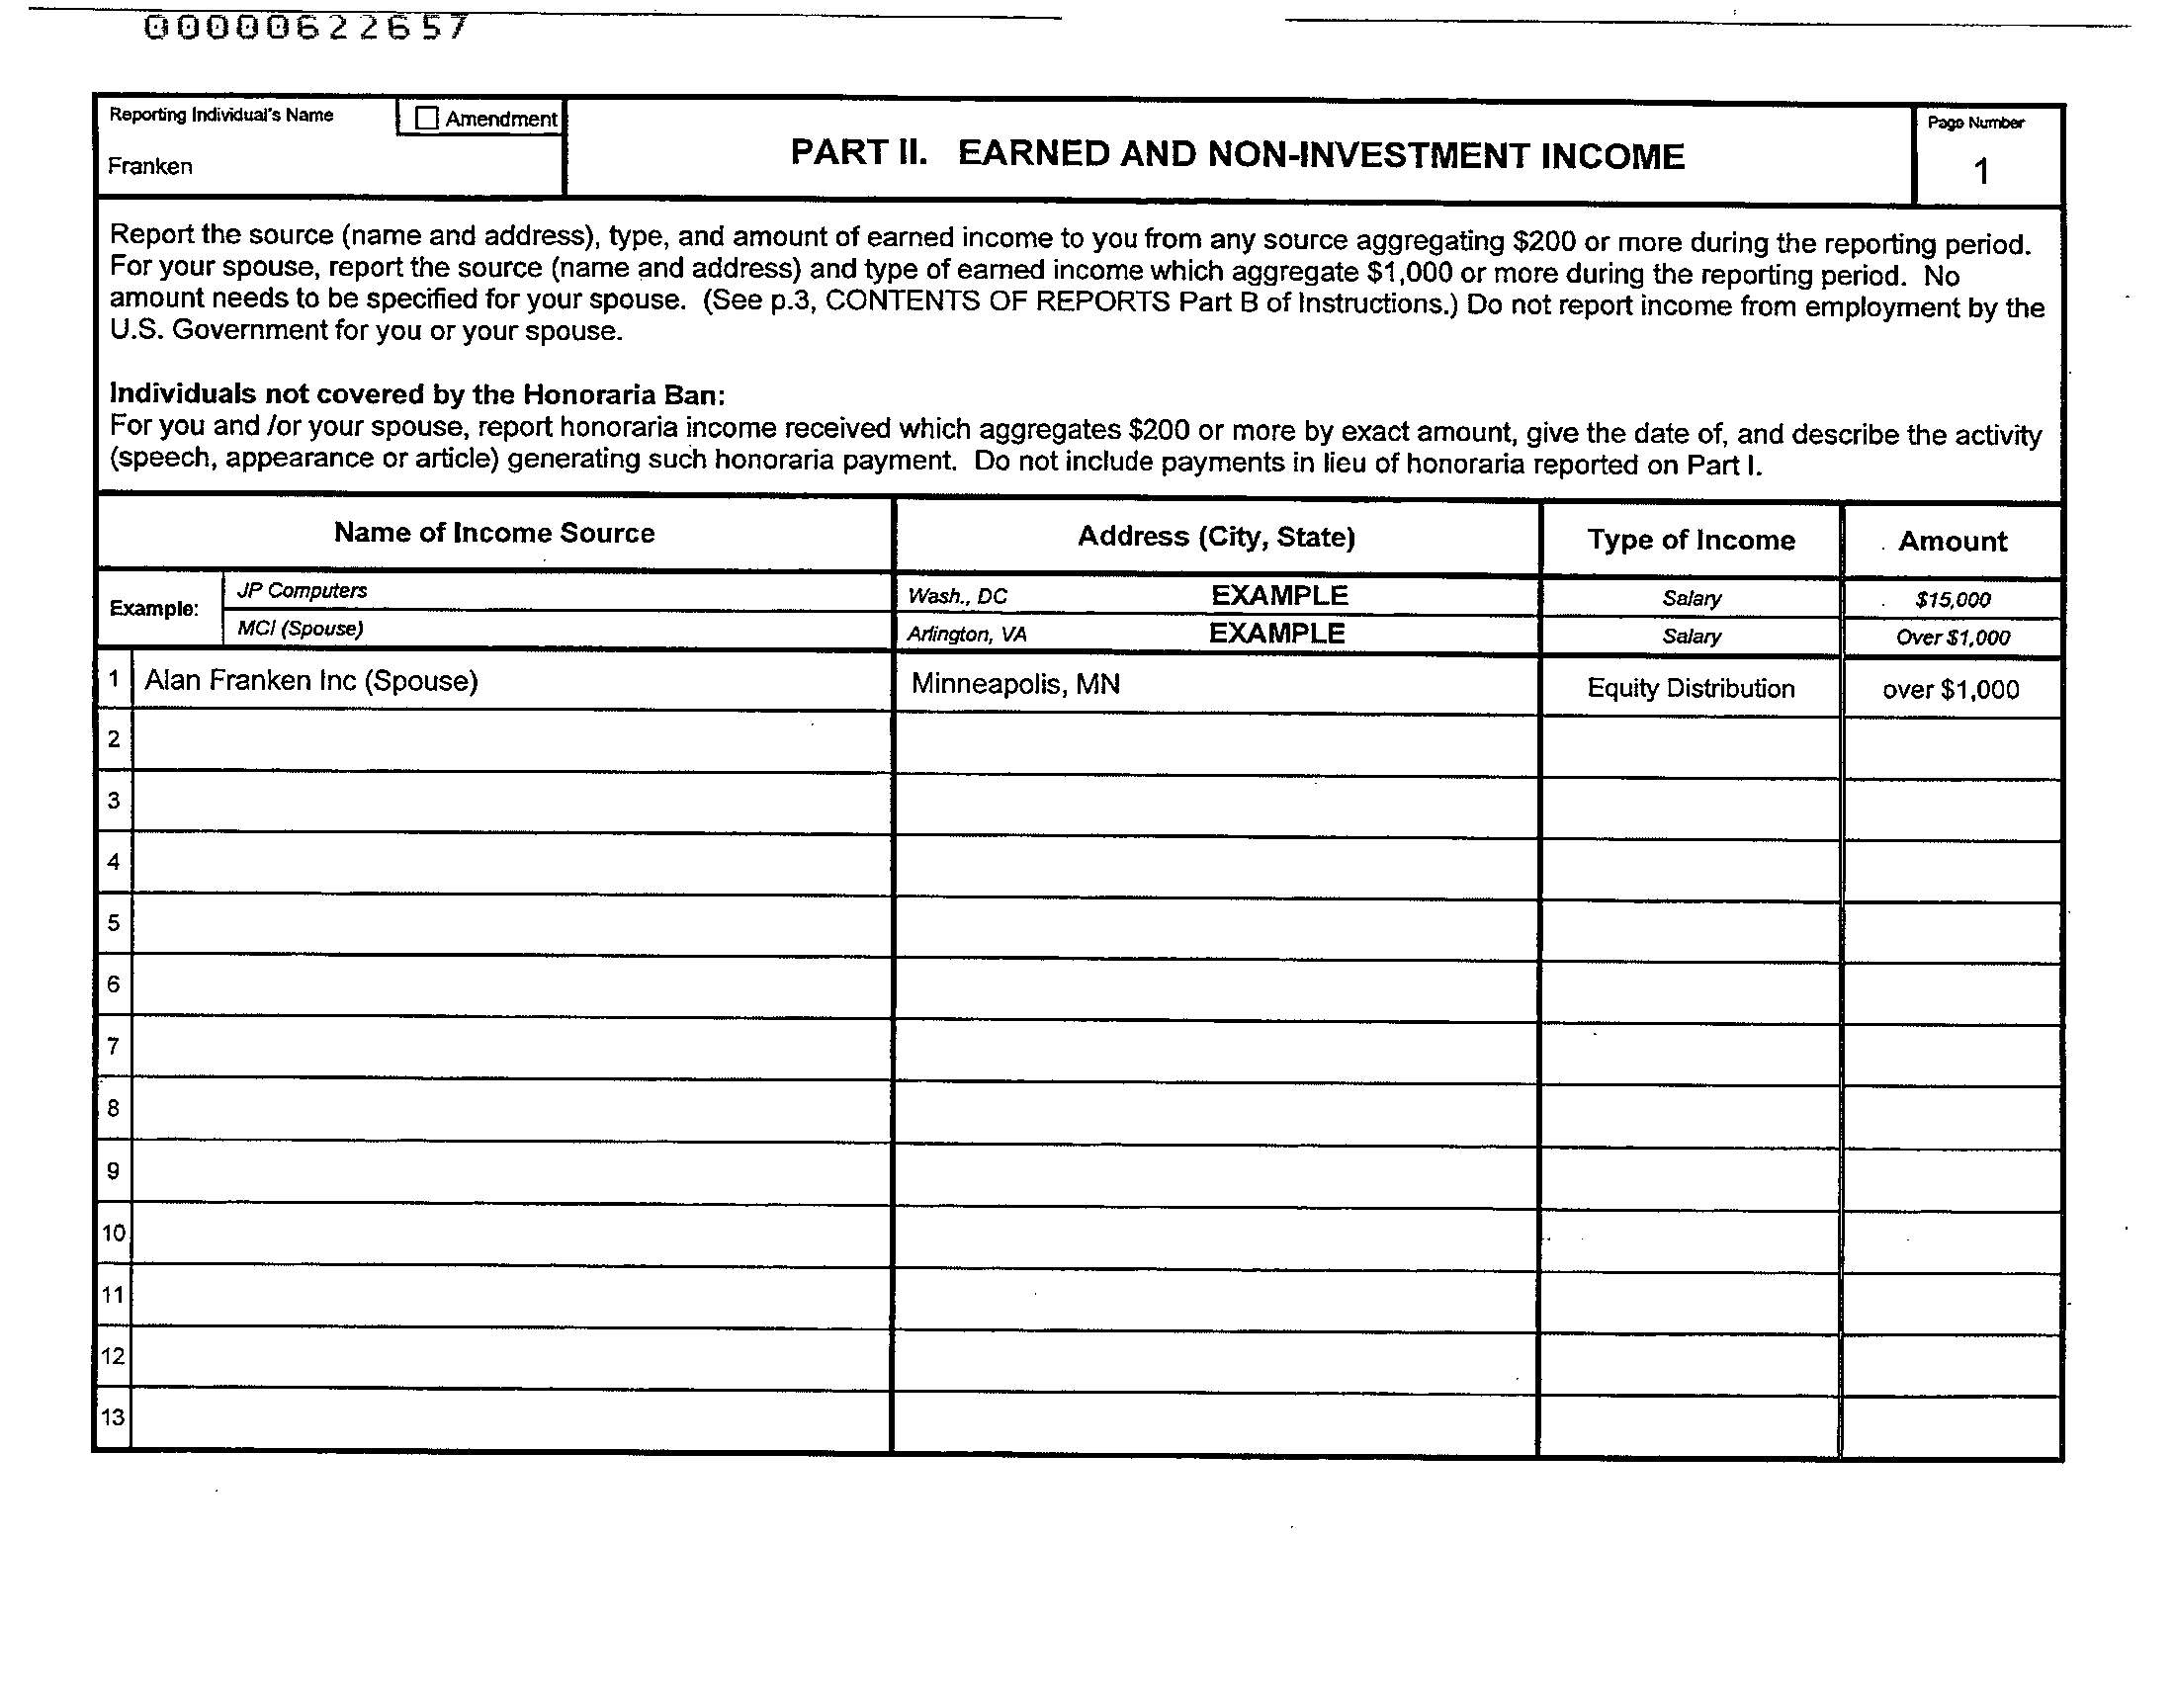 00000622657
Reporting Individual's Name
Amendment
Franken
PART II. EARNED AND NON-INVESTMENT INCOME
Page Number
1
Report the source (name and address), type, and amount of earned income to you from any source aggregating $200 or more during the reporting period.
For your spouse, report the source (name and address) and type of earned income which aggregate $1,000 or more during the reporting period. No
amount needs to be specified for your spouse. (See p.3, CONTENTS OF REPORTS Part B of Instructions.) Do not report income from employment by the
U.S. Government for you or your spouse.
Individuals not covered by the Honoraria Ban:
For you and /or your spouse, report honoraria income received which aggregates $200 or more by exact amount, give the date of, and describe the activity
(speech, appearance or article) generating such honoraria payment. Do not include payments in lieu of honoraria reported on Part I.
Name of Income Source Address (City, State) Type of Income Amount
Example: JP Computers Wash., DC EXAMPLE Salary $15,000
MCI (Spouse) Arlington, VA EXAMPLE Salary Over $1,000
1 Alan Franken Inc (Spouse) Minneapolis, MN Equity Distribution over $1,000
2
3
4
5
6
7
8
9
10
11
12
13